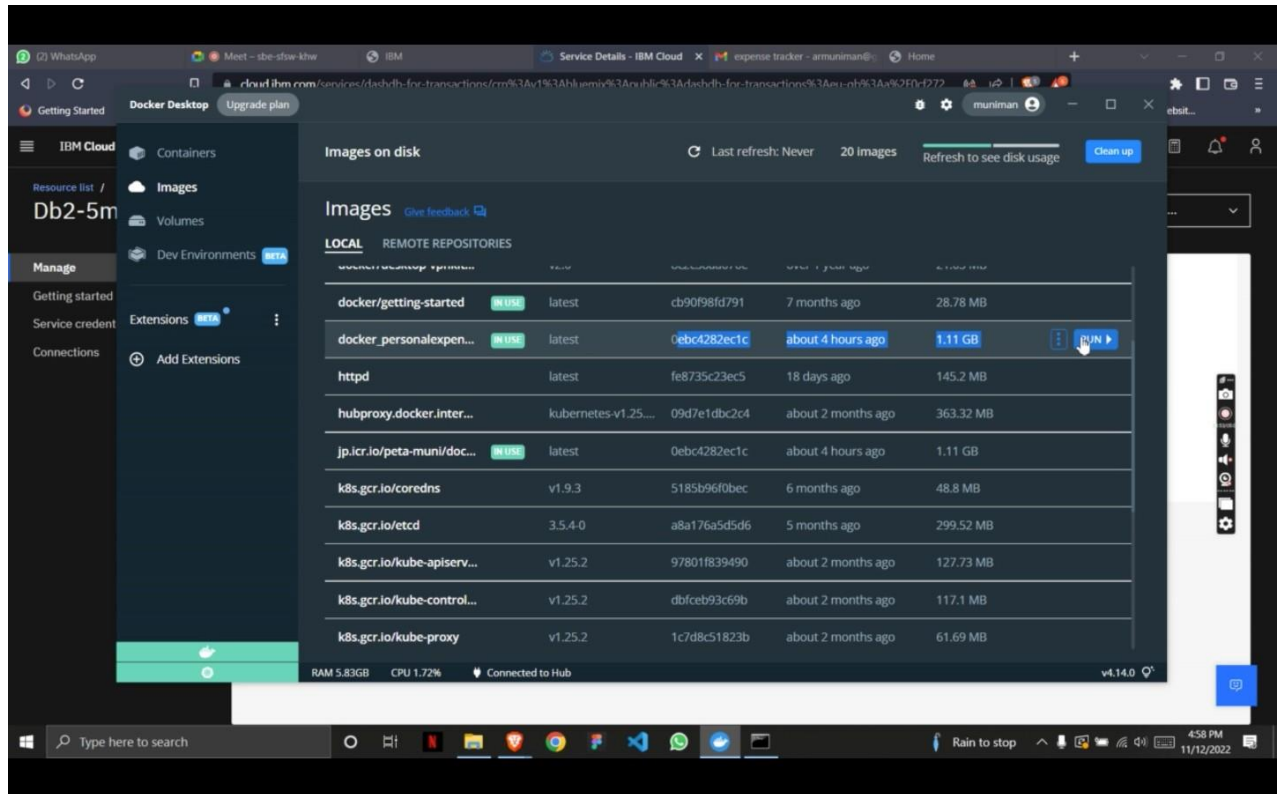 (2) WhatsApp
Meet – sbe-sfsw-khw
IBM
Service Details - IBM Cloud
expense tracker - armuniman@
Home
Getting Started
Docker Desktop
Upgrade plan
muniman
ebsit...
IBM Cloud
Containers
Images on disk
Last refresh: Never
20 images
Refresh to see disk usage
Clean up
Resource list /
Images
Db2-5m
Volumes
Images
Give feedback
Dev Environments BETA
LOCAL
REMOTE REPOSITORIES
Manage
Getting started
Service credent
Connections
Extensions BETA
Add Extensions
docker/getting-started IN USE latest cb90f98fd791 7 months ago 28.78 MB
docker_personalexpen... IN USE latest 0ebc4282ec1c about 4 hours ago 1.11 GB RUN
httpd latest fe8735c23ec5 18 days ago 145.2 MB
hubproxy.docker.inter... kubernetes-v1.25.... 09d7e1dbc2c4 about 2 months ago 363.32 MB
jp.icr.io/peta-muni/doc... IN USE latest 0ebc4282ec1c about 4 hours ago 1.11 GB
k8s.gcr.io/coredns v1.9.3 5185b96f0bec 6 months ago 48.8 MB
k8s.gcr.io/etcd 3.5.4-0 a8a176a5d5d6 5 months ago 299.52 MB
k8s.gcr.io/kube-apiserv... v1.25.2 97801f839490 about 2 months ago 127.73 MB
k8s.gcr.io/kube-control... v1.25.2 dbfceb93c69b about 2 months ago 117.1 MB
k8s.gcr.io/kube-proxy v1.25.2 1c7d8c51823b about 2 months ago 61.69 MB
RAM 5.83GB CPU 1.72% Connected to Hub
v4.14.0
Type here to search
Rain to stop
4:58 PM
11/12/2022